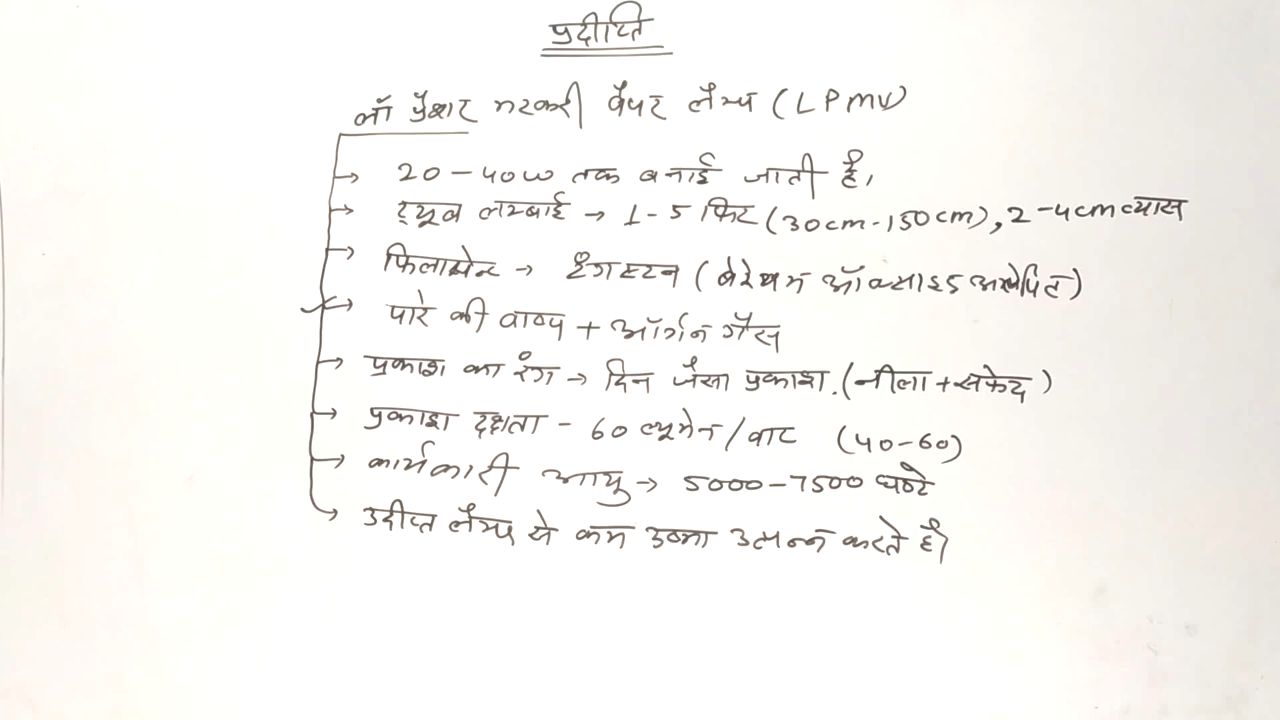 प्रदीप्ति
लॉ प्रैशर मरकरी वैपर लैम्प (LPMV)
→ 20-40W तक बनाई जाती है।
→ ट्यूब लम्बाई → 1-5 फिट (30cm-150cm), 2-4cm व्यास
→ फिलामेन्ट → टंगस्टन (बेरियम ऑक्साइड अलेपित)
→ पारे की वाष्प + ऑर्गन गैस
→ प्रकाश का रंग → दिन जैसा प्रकाश. (नीला+सफेद)
→ प्रकाश दक्षता - 60 ल्यूमेन/वाट (40-60)
→ कार्यकारी आयु → 5000-7500 घण्टे
→ उदीप्त लैम्प से कम उष्मा उत्पन्न करते है।